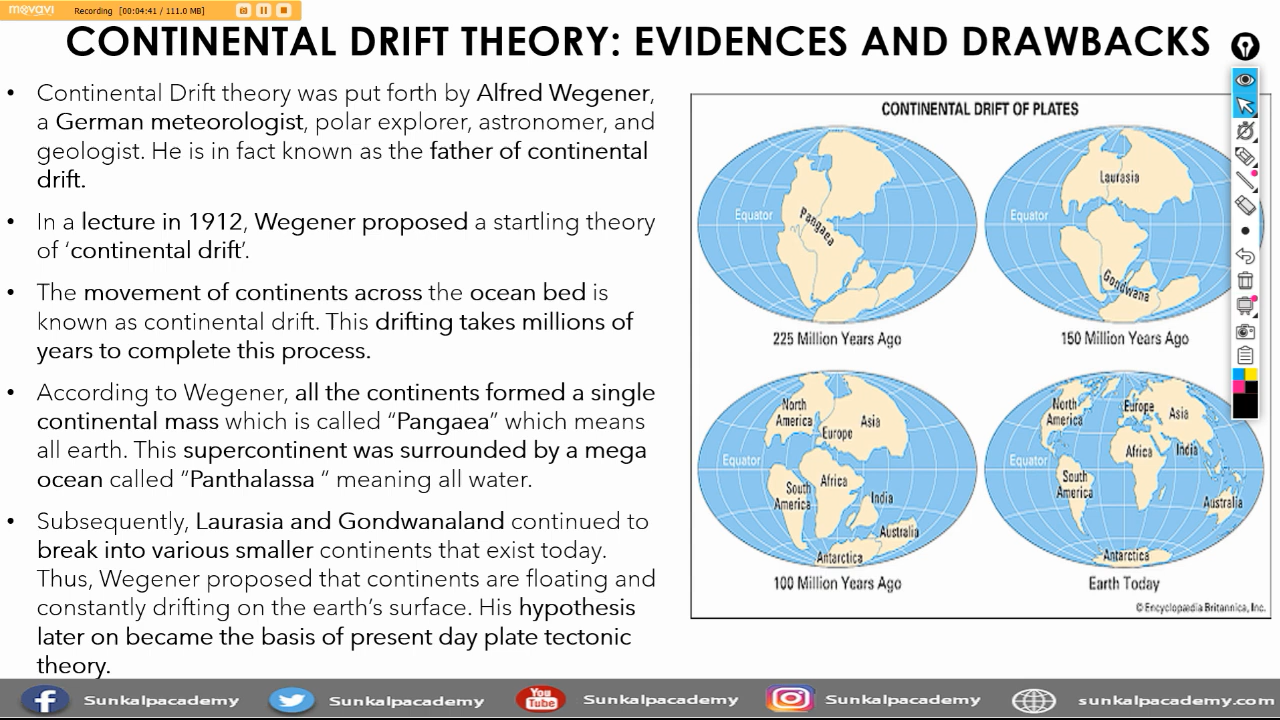 movavi
Recording [00:04:41 / 111.0 MB]
CONTINENTAL DRIFT THEORY: EVIDENCES AND DRAWBACKS
• Continental Drift theory was put forth by Alfred Wegener,
a German meteorologist, polar explorer, astronomer, and
geologist. He is in fact known as the father of continental
drift.
• In a lecture in 1912, Wegener proposed a startling theory
of ‘continental drift’.
• The movement of continents across the ocean bed is
known as continental drift. This drifting takes millions of
years to complete this process.
• According to Wegener, all the continents formed a single
continental mass which is called “Pangaea” which means
all earth. This supercontinent was surrounded by a mega
ocean called “Panthalassa “ meaning all water.
• Subsequently, Laurasia and Gondwanaland continued to
break into various smaller continents that exist today.
Thus, Wegener proposed that continents are floating and
constantly drifting on the earth’s surface. His hypothesis
later on became the basis of present day plate tectonic
theory.
CONTINENTAL DRIFT OF PLATES
Equator
Pangaea
225 Million Years Ago
Laurasia
Equator
Gondwana
150 Million Years Ago
North
America
Europe
Asia
Equator
South
America
Africa
India
Australia
Antarctica
100 Million Years Ago
North
America
Europe
Asia
Equator
Africa
India
South
America
Australia
Antarctica
Earth Today
© Encyclopædia Britannica, Inc.
f Sunkalpacademy
Sunkalpacademy
You
Tube
Sunkalpacademy
Sunkalpacademy
sunkalpacademy.com